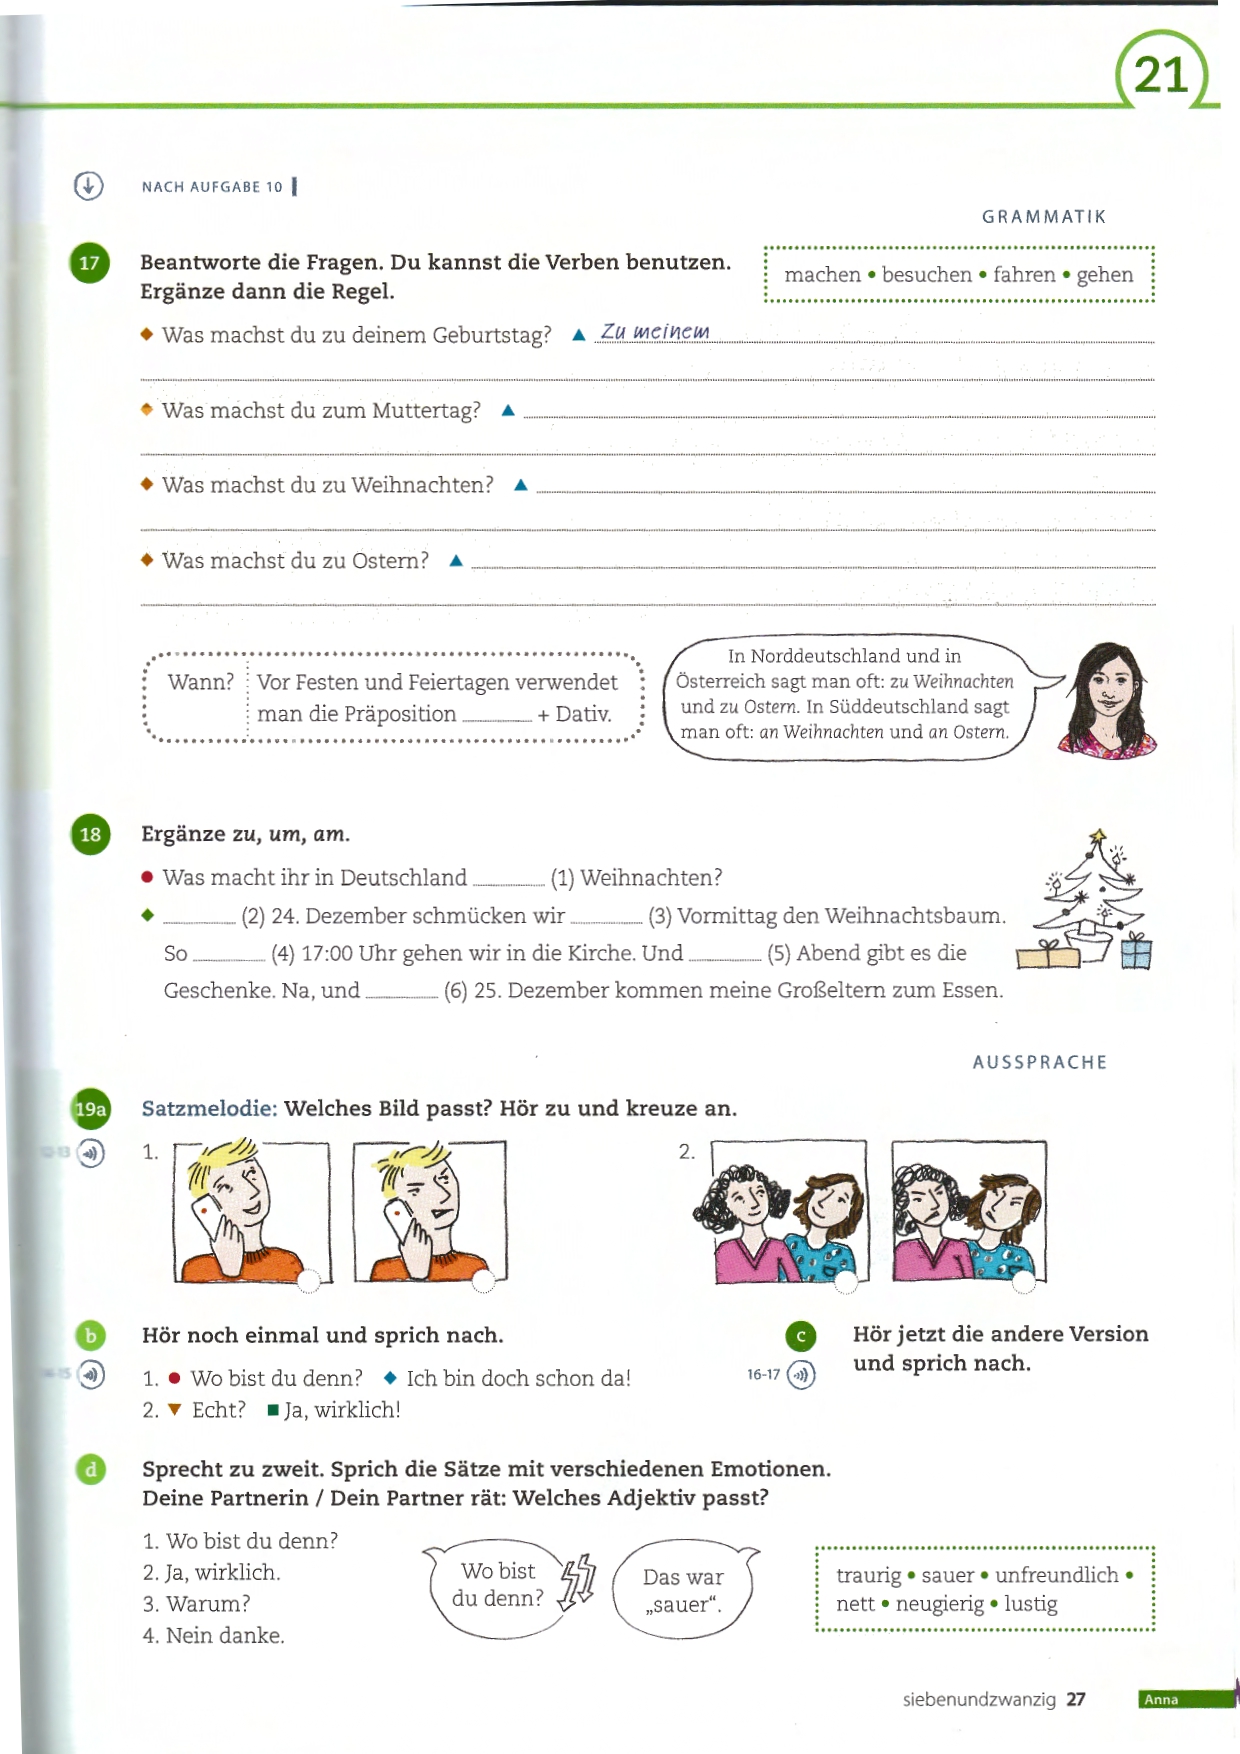 21
NACH AUFGABE 10
GRAMMATIK
17 Beantworte die Fragen. Du kannst die Verben benutzen.
Ergänze dann die Regel.
machen • besuchen • fahren • gehen
◆ Was machst du zu deinem Geburtstag? ▲ Zu meinem
◆ Was machst du zum Muttertag? ▲
◆ Was machst du zu Weihnachten? ▲
◆ Was machst du zu Ostern? ▲
Wann? Vor Festen und Feiertagen verwendet
man die Präposition ______ + Dativ.
In Norddeutschland und in
Österreich sagt man oft: zu Weihnachten
und zu Ostern. In Süddeutschland sagt
man oft: an Weihnachten und an Ostern.
18 Ergänze zu, um, am.
● Was macht ihr in Deutschland ______ (1) Weihnachten?
◆ ______ (2) 24. Dezember schmücken wir ______ (3) Vormittag den Weihnachtsbaum.
So ______ (4) 17:00 Uhr gehen wir in die Kirche. Und ______ (5) Abend gibt es die
Geschenke. Na, und ______ (6) 25. Dezember kommen meine Großeltern zum Essen.
AUSSPRACHE
19a Satzmelodie: Welches Bild passt? Hör zu und kreuze an.
12-13 1. 2.
b Hör noch einmal und sprich nach.
14-15 1. ● Wo bist du denn? ◆ Ich bin doch schon da!
2. ▼ Echt? ■ Ja, wirklich!
c Hör jetzt die andere Version
und sprich nach.
16-17
d Sprecht zu zweit. Sprich die Sätze mit verschiedenen Emotionen.
Deine Partnerin / Dein Partner rät: Welches Adjektiv passt?
1. Wo bist du denn?
2. Ja, wirklich.
3. Warum?
4. Nein danke.
Wo bist
du denn?
Das war
„sauer“.
traurig • sauer • unfreundlich •
nett • neugierig • lustig
siebenundzwanzig 27
Anna